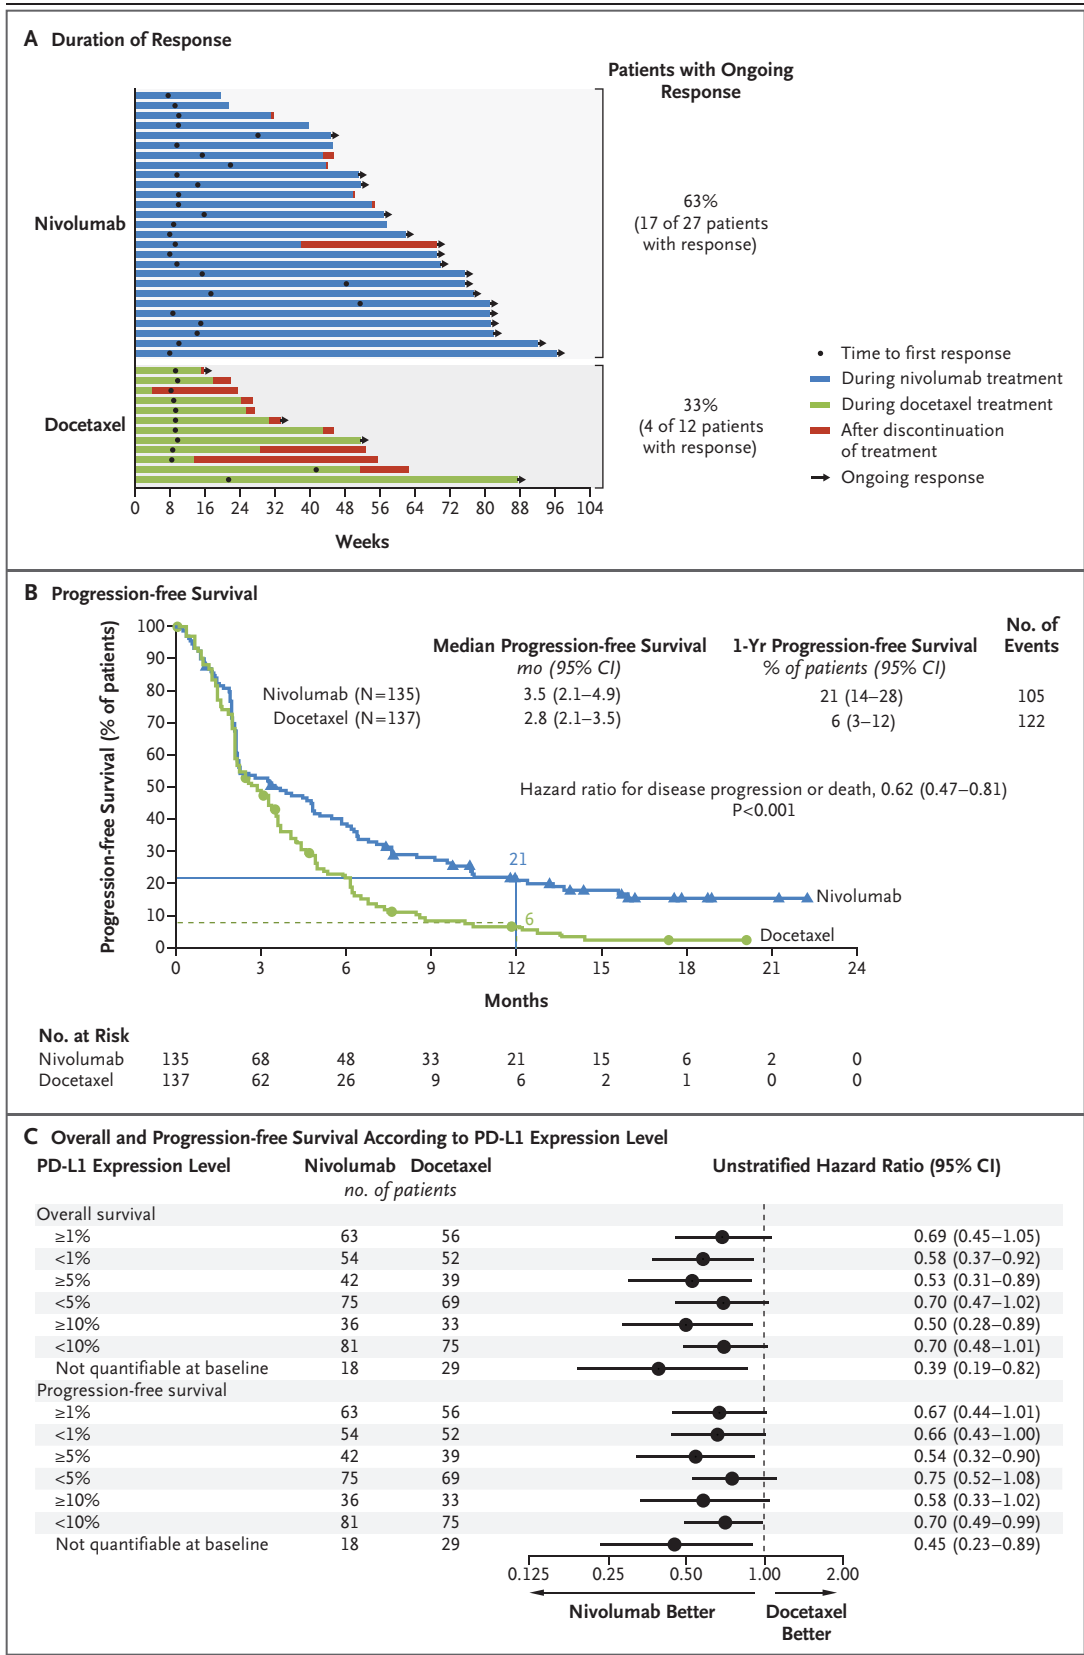 A Duration of Response
Patients with Ongoing
Response
Nivolumab
63%
(17 of 27 patients
with response)
Docetaxel
33%
(4 of 12 patients
with response)
Time to first response
During nivolumab treatment
During docetaxel treatment
After discontinuation
of treatment
Ongoing response
0 8 16 24 32 40 48 56 64 72 80 88 96 104
Weeks
B Progression-free Survival
Progression-free Survival (% of patients)
100
90
80
70
60
50
40
30
20
10
0
Median Progression-free Survival 1-Yr Progression-free Survival No. of Events
mo (95% CI) % of patients (95% CI)
Nivolumab (N=135) 3.5 (2.1–4.9) 21 (14–28) 105
Docetaxel (N=137) 2.8 (2.1–3.5) 6 (3–12) 122
Hazard ratio for disease progression or death, 0.62 (0.47–0.81)
P<0.001
21
6
Nivolumab
Docetaxel
0 3 6 9 12 15 18 21 24
Months
No. at Risk
Nivolumab 135 68 48 33 21 15 6 2 0
Docetaxel 137 62 26 9 6 2 1 0 0
C Overall and Progression-free Survival According to PD-L1 Expression Level
PD-L1 Expression Level Nivolumab Docetaxel Unstratified Hazard Ratio (95% CI)
no. of patients
Overall survival
≥1% 63 56 0.69 (0.45–1.05)
<1% 54 52 0.58 (0.37–0.92)
≥5% 42 39 0.53 (0.31–0.89)
<5% 75 69 0.70 (0.47–1.02)
≥10% 36 33 0.50 (0.28–0.89)
<10% 81 75 0.70 (0.48–1.01)
Not quantifiable at baseline 18 29 0.39 (0.19–0.82)
Progression-free survival
≥1% 63 56 0.67 (0.44–1.01)
<1% 54 52 0.66 (0.43–1.00)
≥5% 42 39 0.54 (0.32–0.90)
<5% 75 69 0.75 (0.52–1.08)
≥10% 36 33 0.58 (0.33–1.02)
<10% 81 75 0.70 (0.49–0.99)
Not quantifiable at baseline 18 29 0.45 (0.23–0.89)
0.125 0.25 0.50 1.00 2.00
Nivolumab Better Docetaxel
Better